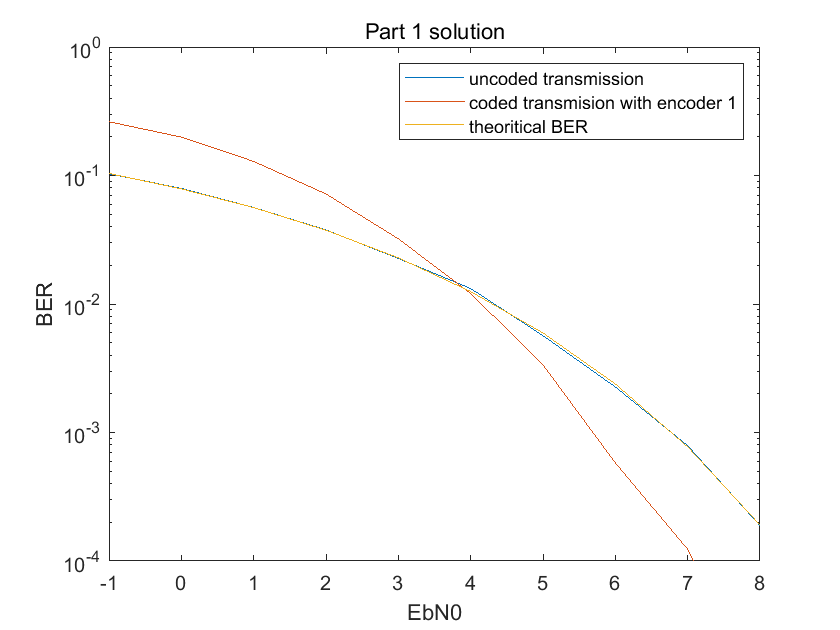 Part 1 solution
uncoded transmission
coded transmision with encoder 1
theoritical BER
10^0
10^-1
10^-2
10^-3
10^-4
BER
-1 0 1 2 3 4 5 6 7 8
EbN0